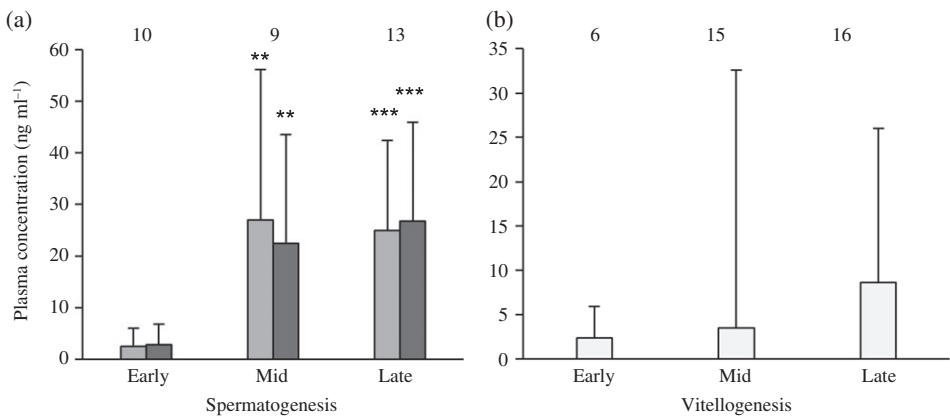 (a)
10 9 13
60
50
40
30
20
10
0
** ** *** ***
Plasma concentration (ng ml⁻¹)
Early Mid Late
Spermatogenesis
(b)
6 15 16
35
30
25
20
15
10
5
0
Early Mid Late
Vitellogenesis